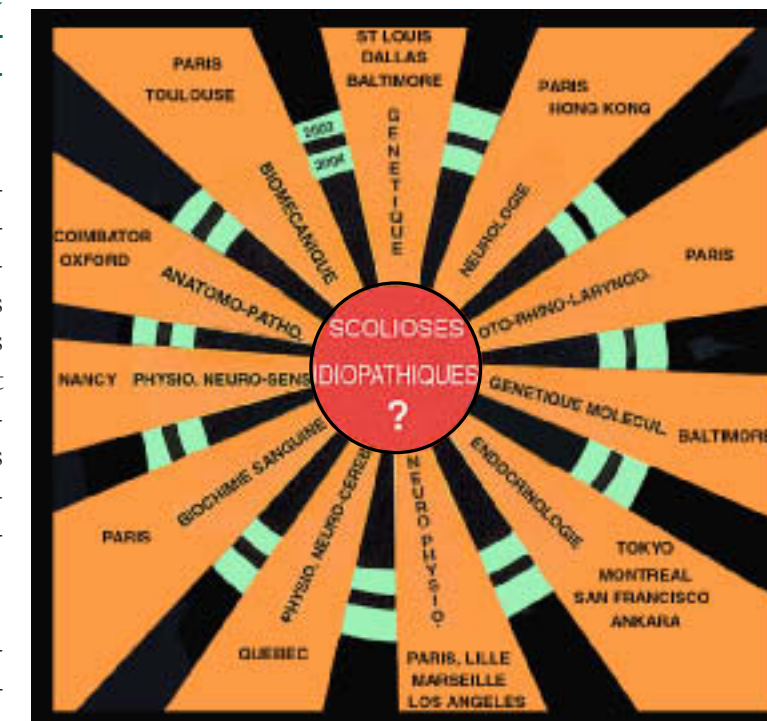 ST LOUIS
DALLAS
BALTIMORE
GENETIQUE
PARIS
HONG KONG
NEUROLOGIE
PARIS
OTO-RHINO-LARYNGO.
GENETIQUE MOLECUL.
BALTIMORE
ENDOCRINOLOGIE
TOKYO
MONTREAL
SAN FRANCISCO
ANKARA
NEURO PHYSIO.
PARIS, LILLE
MARSEILLE
LOS ANGELES
PHYSIO. NEURO-CEREB
QUEBEC
BIOCHIMIE SANGUINE
PARIS
NANCY PHYSIO. NEURO-SENS
COIMBATOR
OXFORD
ANATOMO-PATHO.
PARIS
TOULOUSE
BIOMECANIQUE
2002
2004
SCOLIOSES
IDIOPATHIQUES
?